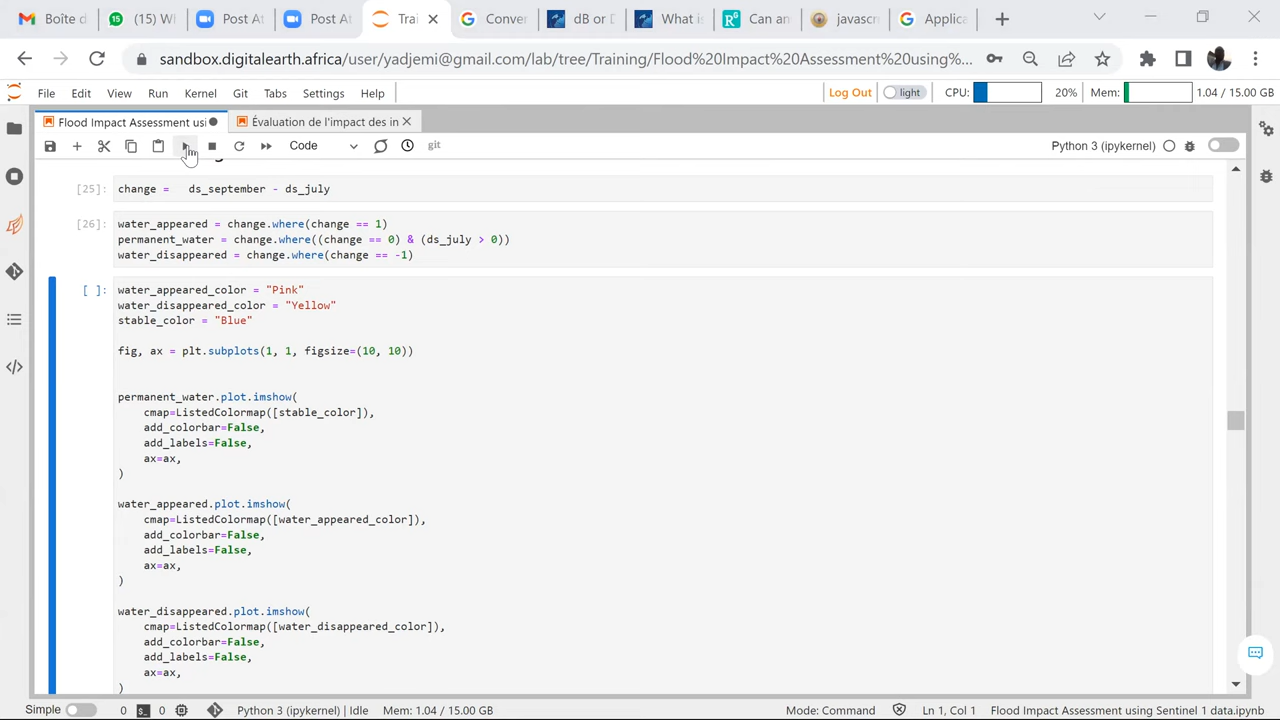 Boîte d
(15) W
Post At
Post At
Trai
Conver
dB or D
What is
Can an
javascr
Applica
sandbox.digitalearth.africa/user/yadjemi@gmail.com/lab/tree/Training/Flood%20Impact%20Assessment%20using%20...
File Edit View Run Kernel Git Tabs Settings Help
Log Out light CPU: 20% Mem: 1.04 / 15.00 GB
Flood Impact Assessment usi
Évaluation de l'impact des in
Code git Python 3 (ipykernel)
[25]: change =   ds_september - ds_july
[26]: water_appeared = change.where(change == 1)
permanent_water = change.where((change == 0) & (ds_july > 0))
water_disappeared = change.where(change == -1)
[ ]: water_appeared_color = "Pink"
water_disappeared_color = "Yellow"
stable_color = "Blue"
fig, ax = plt.subplots(1, 1, figsize=(10, 10))
permanent_water.plot.imshow(
cmap=ListedColormap([stable_color]),
add_colorbar=False,
add_labels=False,
ax=ax,
)
water_appeared.plot.imshow(
cmap=ListedColormap([water_appeared_color]),
add_colorbar=False,
add_labels=False,
ax=ax,
)
water_disappeared.plot.imshow(
cmap=ListedColormap([water_disappeared_color]),
add_colorbar=False,
add_labels=False,
ax=ax,
)
Simple 0 0 Python 3 (ipykernel) | Idle Mem: 1.04 / 15.00 GB Mode: Command Ln 1, Col 1 Flood Impact Assessment using Sentinel 1 data.ipynb